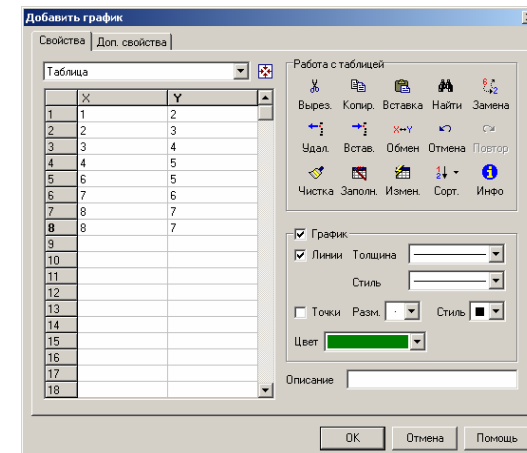 Добавить график
Свойства Доп. свойства
Таблица
X Y
1 1 2
2 2 3
3 3 4
4 4 5
5 6 5
6 7 6
7 8 7
8 8 7
9
10
11
12
13
14
15
16
17
18
Работа с таблицей
Вырез. Копир. Вставка Найти Замена
Удал. Встав. Обмен Отмена Повтор
Чистка Заполн. Измен. Сорт. Инфо
График
Линии Толщина
Стиль
Точки Разм. Стиль
Цвет
Описание
OK Отмена Помощь